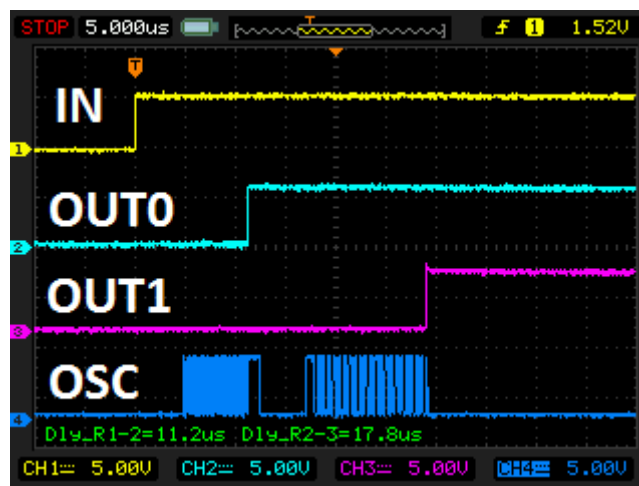 STOP 5.000us T 1 1.52V
T
IN
1
OUT0
2
OUT1
3
OSC
4
Dly_R1-2=11.2us Dly_R2-3=17.8us
CH1 5.00V CH2 5.00V CH3 5.00V CH4 5.00V